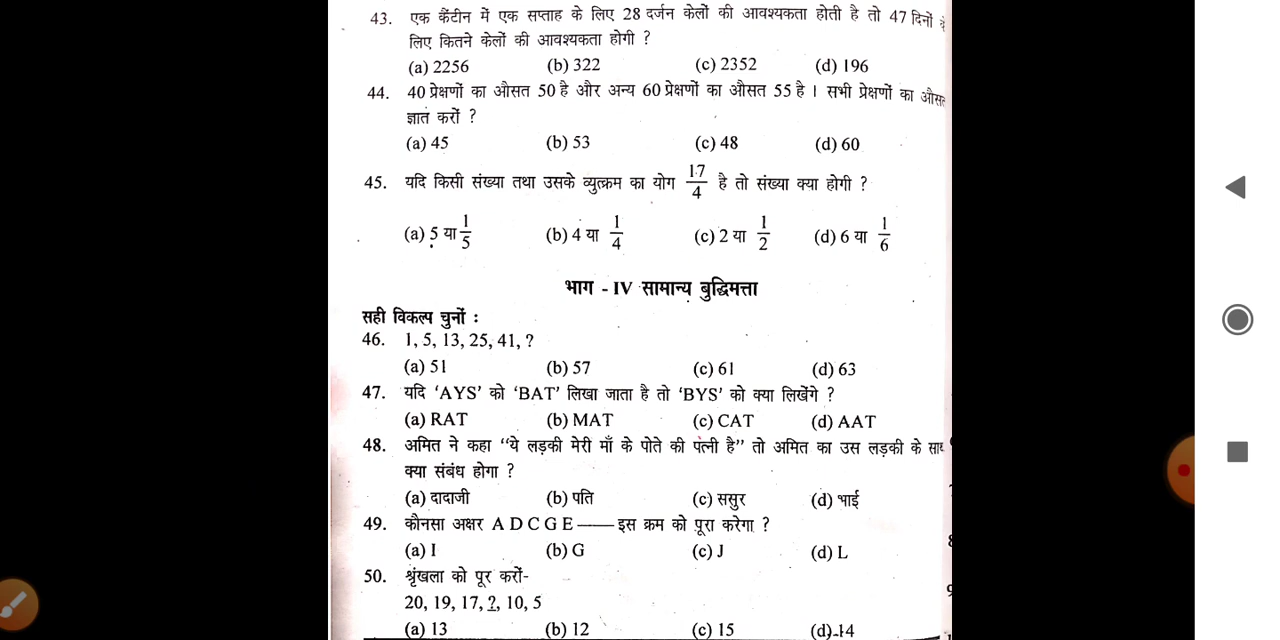 43. एक कैंटीन में एक सप्ताह के लिए 28 दर्जन केलों की आवश्यकता होती है तो 47 दिनों
लिए कितने केलों की आवश्यकता होगी ?
(a) 2256 (b) 322 (c) 2352 (d) 196
44. 40 प्रेक्षणों का औसत 50 है और अन्य 60 प्रेक्षणों का औसत 55 है । सभी प्रेक्षणों का औसत
ज्ञात करों ?
(a) 45 (b) 53 (c) 48 (d) 60
45. यदि किसी संख्या तथा उसके व्युत्क्रम का योग 17/4 है तो संख्या क्या होगी ?
(a) 5 या 1/5 (b) 4 या 1/4 (c) 2 या 1/2 (d) 6 या 1/6
भाग - IV सामान्य बुद्धिमत्ता
सही विकल्प चुनों :
46. 1, 5, 13, 25, 41, ?
(a) 51 (b) 57 (c) 61 (d) 63
47. यदि ‘AYS’ को ‘BAT’ लिखा जाता है तो ‘BYS’ को क्या लिखेंगे ?
(a) RAT (b) MAT (c) CAT (d) AAT
48. अमित ने कहा “ये लड़की मेरी माँ के पोते की पत्नी है” तो अमित का उस लड़की के साथ
क्या संबंध होगा ?
(a) दादाजी (b) पति (c) ससुर (d) भाई
49. कौनसा अक्षर A D C G E —— इस क्रम को पूरा करेगा ?
(a) I (b) G (c) J (d) L
50. श्रृंखला को पूर करों-
20, 19, 17, ?, 10, 5
(a) 13 (b) 12 (c) 15 (d) 14